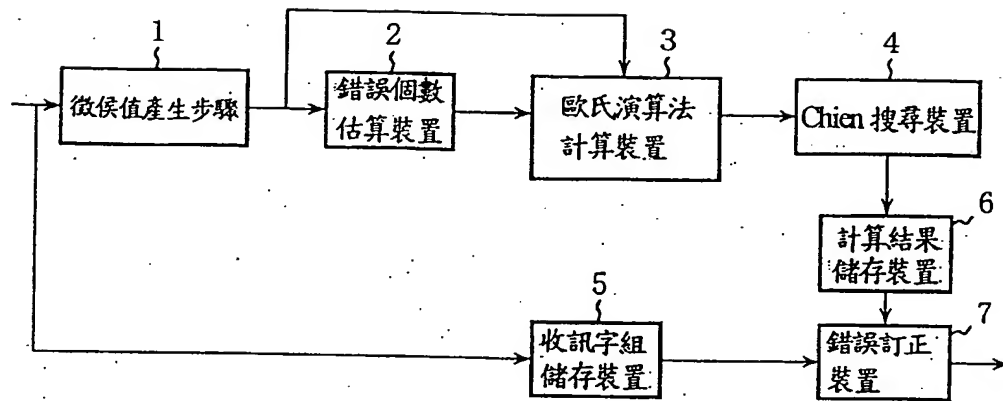 1
徵侯值產生步驟
2
錯誤個數
估算裝置
3
歐氏演算法
計算裝置
4
Chien 搜尋裝置
6
計算結果
儲存裝置
5
收訊字組
儲存裝置
7
錯誤訂正
裝置